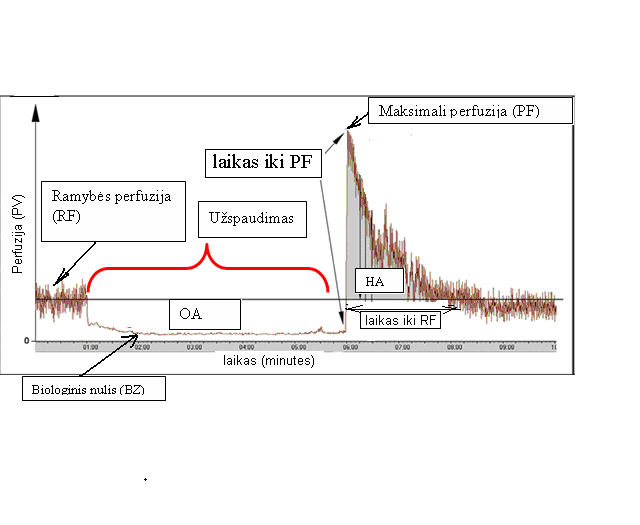 Maksimali perfuzija (PF)
laikas iki PF
Ramybės perfuzija
(RF)
Užspaudimas
Perfuzija (PV)
HA
OA
laikas iki RF
0
01:00 02:00 03:00 04:00 05:00 06:00 07:00 08:00 09:00 10
laikas (minutes)
Biologinis nulis (BZ)